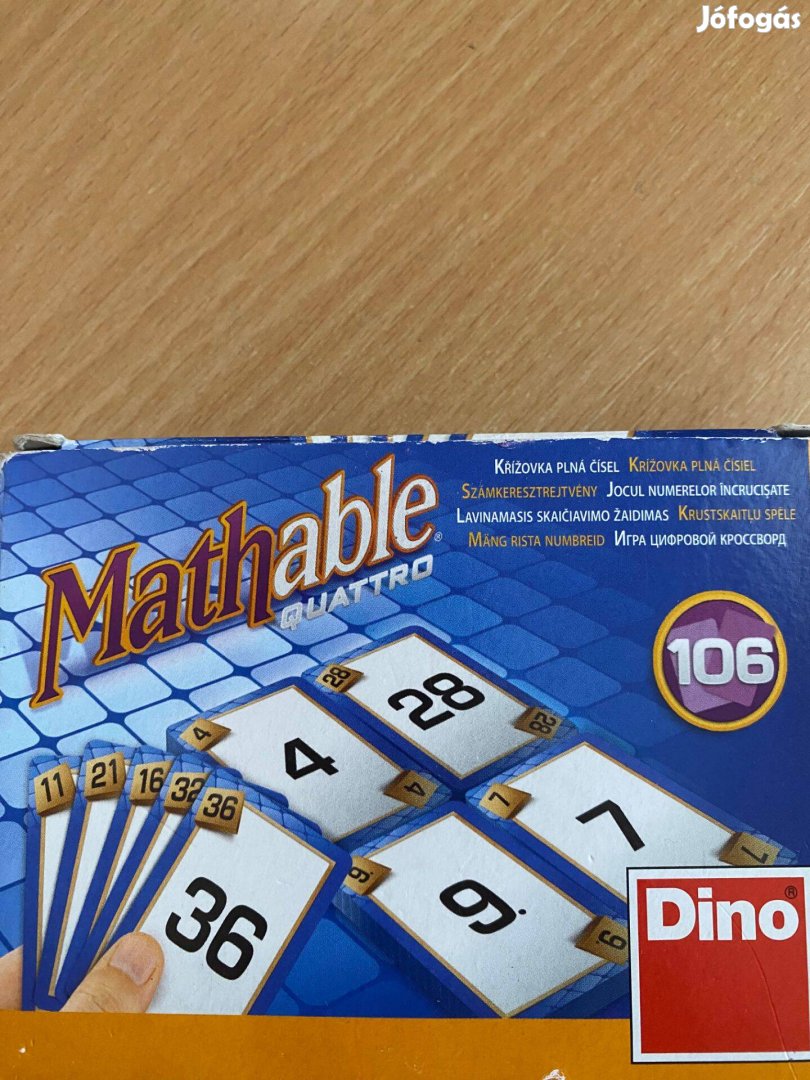 Jófogás
Mathable®
QUATTRO
KŘÍŽOVKA PLNÁ ČÍSEL KRÍŽOVKA PLNÁ ČÍSIEL
SZÁMKERESZTREJTVÉNY JOCUL NUMERELOR ÎNCRUCIȘATE
LAVINAMASIS SKAIČIAVIMO ŽAIDIMAS KRUSTSKAITĻU SPELE
MÄNG RISTA NUMBREID ИГРА ЦИФРОВОЙ КРОССВОРД
106
28
28
28
4
4
4
7
7
7
9.
9.
9.
11 21 16 32 36
36
Dino®